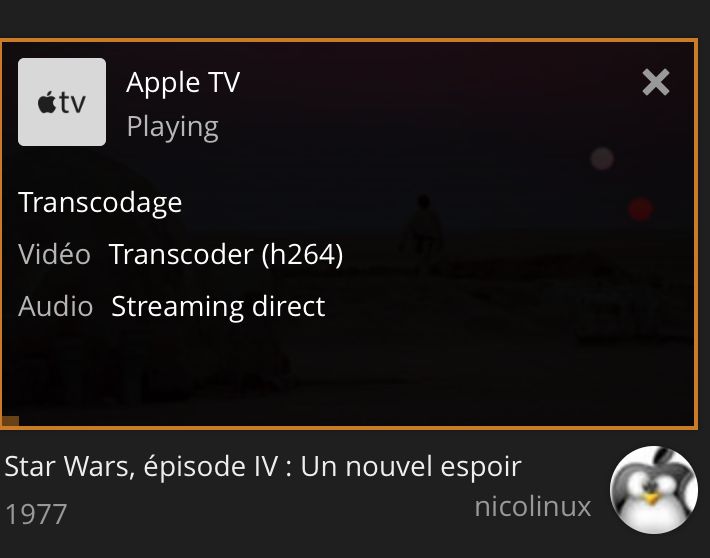 tv
Apple TV
Playing
Transcodage
Vidéo Transcoder (h264)
Audio Streaming direct
Star Wars, épisode IV : Un nouvel espoir
1977
nicolinux